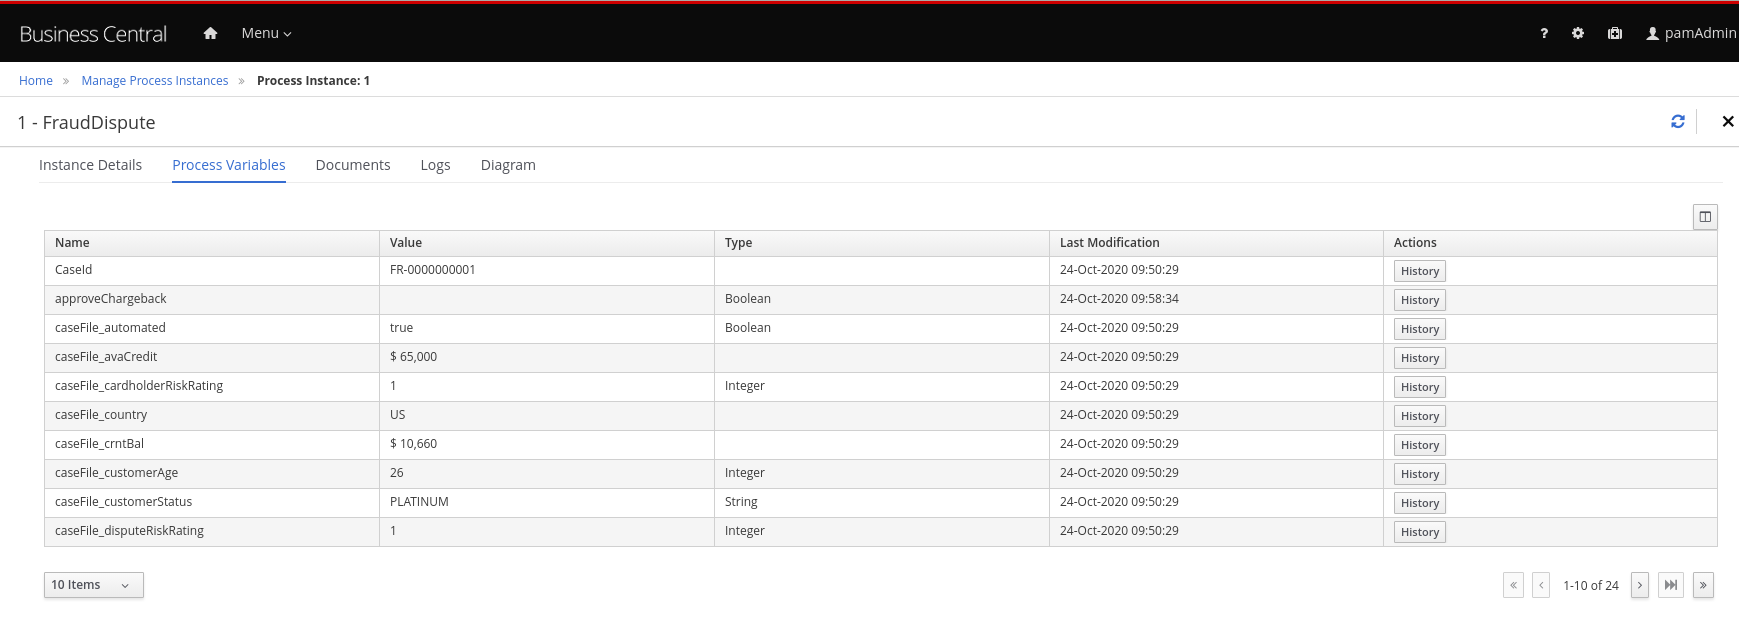 Business Central Menu ? pamAdmin
Home » Manage Process Instances » Process Instance: 1
1 - FraudDispute
Instance Details Process Variables Documents Logs Diagram
Name Value Type Last Modification Actions
CaseId FR-0000000001 24-Oct-2020 09:50:29 History
approveChargeback Boolean 24-Oct-2020 09:58:34 History
caseFile_automated true Boolean 24-Oct-2020 09:50:29 History
caseFile_avaCredit $ 65,000 24-Oct-2020 09:50:29 History
caseFile_cardholderRiskRating 1 Integer 24-Oct-2020 09:50:29 History
caseFile_country US 24-Oct-2020 09:50:29 History
caseFile_crntBal $ 10,660 24-Oct-2020 09:50:29 History
caseFile_customerAge 26 Integer 24-Oct-2020 09:50:29 History
caseFile_customerStatus PLATINUM String 24-Oct-2020 09:50:29 History
caseFile_disputeRiskRating 1 Integer 24-Oct-2020 09:50:29 History
10 Items « ‹ 1-10 of 24 › »